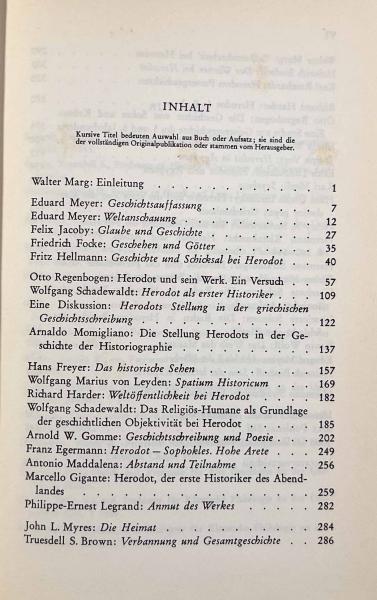 INHALT
Kursive Titel bedeuten Auswahl aus Buch oder Aufsatz; sie sind die
der vollständigen Originalpublikation oder stammen vom Herausgeber.
Walter Marg: Einleitung . . . . . . . . . . . 1
Eduard Meyer: Geschichtsauffassung . . . . . . . 7
Eduard Meyer: Weltanschauung . . . . . . . . . 12
Felix Jacoby: Glaube und Geschichte . . . . . . . 27
Friedrich Focke: Geschehen und Götter . . . . . . 35
Fritz Hellmann: Geschichte und Schicksal bei Herodot . . 40
Otto Regenbogen: Herodot und sein Werk. Ein Versuch . . 57
Wolfgang Schadewaldt: Herodot als erster Historiker . . . 109
Eine Diskussion: Herodots Stellung in der griechischen
Geschichtsschreibung . . . . . . . . . . . 122
Arnaldo Momigliano: Die Stellung Herodots in der Ge-
schichte der Historiographie . . . . . . . . . 137
Hans Freyer: Das historische Sehen . . . . . . . 157
Wolfgang Marius von Leyden: Spatium Historicum . . . 169
Richard Harder: Weltöffentlichkeit bei Herodot . . . . 182
Wolfgang Schadewaldt: Das Religiös-Humane als Grundlage
der geschichtlichen Objektivität bei Herodot . . . . . 185
Arnold W. Gomme: Geschichtsschreibung und Poesie . . . 202
Franz Egermann: Herodot – Sophokles. Hohe Arete . . . 249
Antonio Maddalena: Abstand und Teilnahme . . . . . 256
Marcello Gigante: Herodot, der erste Historiker des Abend-
landes . . . . . . . . . . . . . . . 259
Philippe-Ernest Legrand: Anmut des Werkes . . . . . 282
John L. Myres: Die Heimat . . . . . . . . . . 284
Truesdell S. Brown: Verbannung und Gesamtgeschichte . . 286